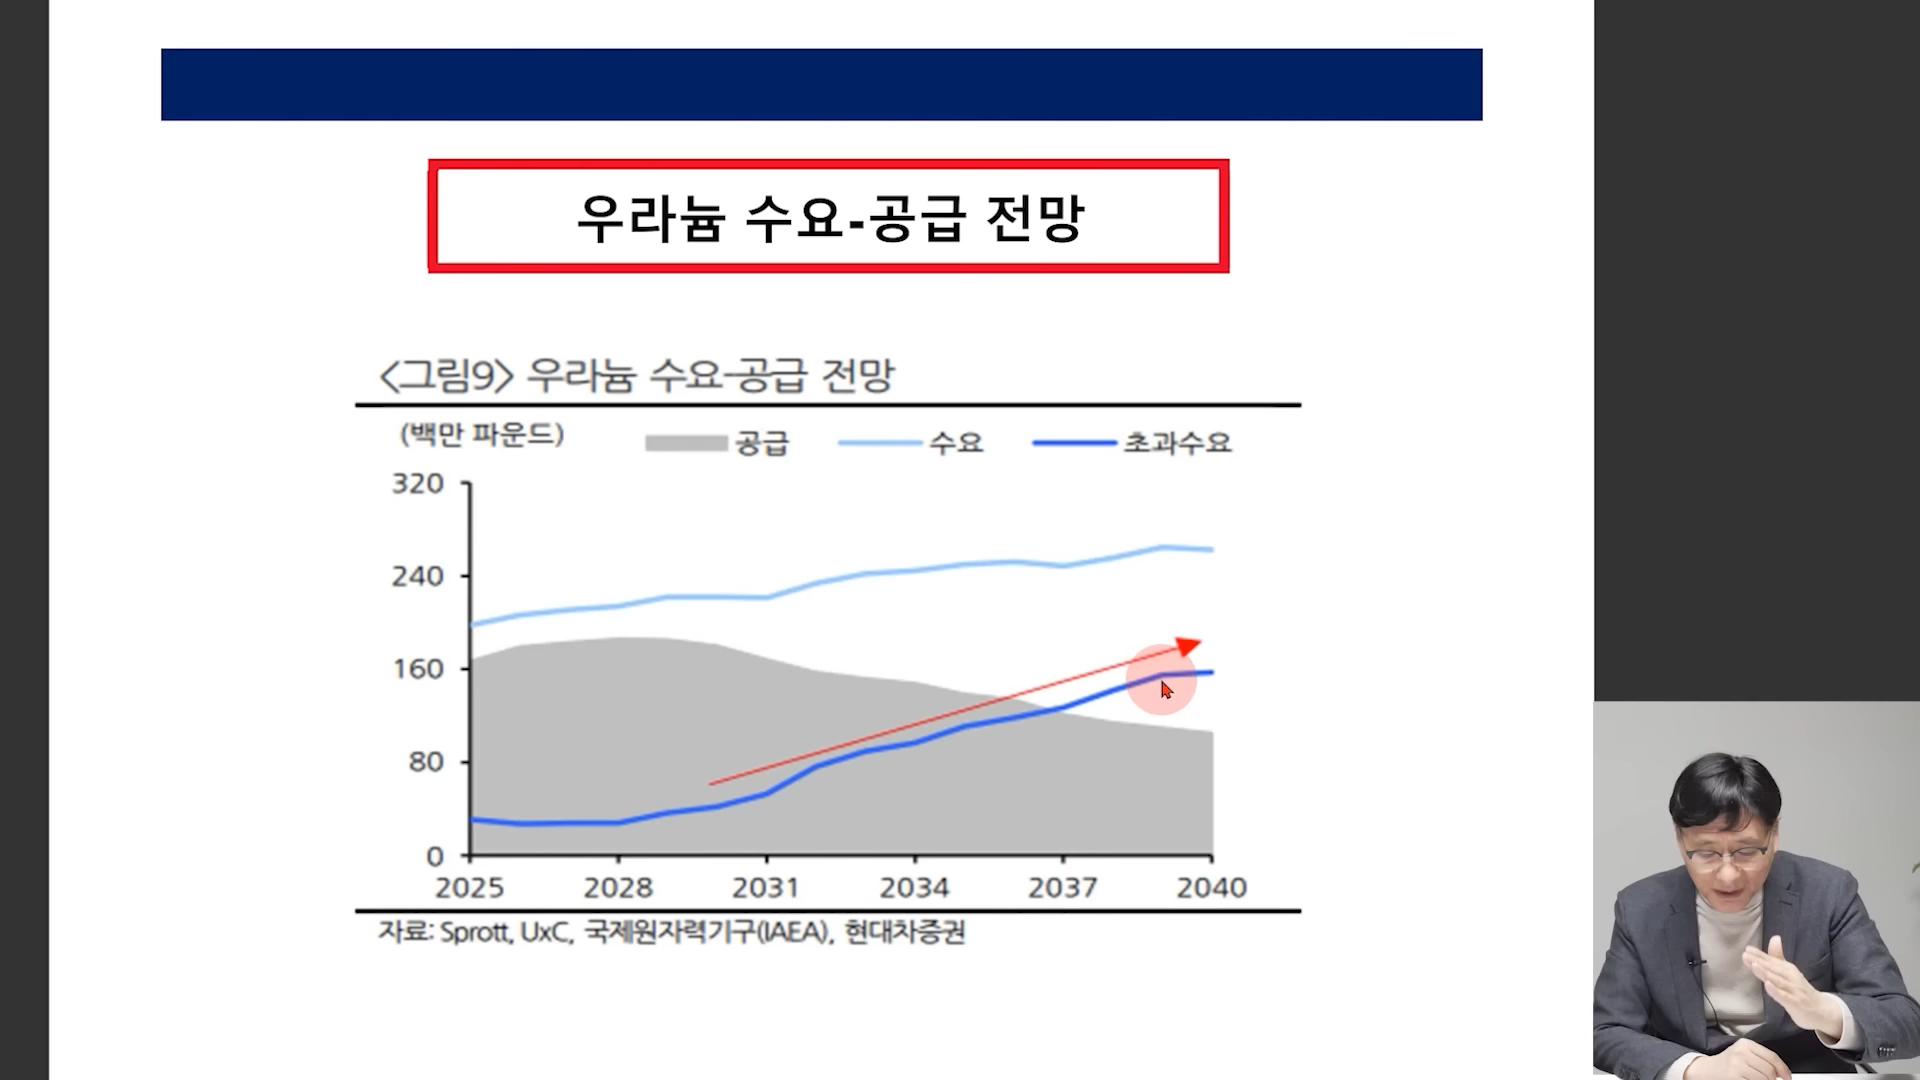 우라늄 수요-공급 전망
<그림9> 우라늄 수요-공급 전망
(백만 파운드)
공급 수요 초과수요
320
240
160
80
0
2025 2028 2031 2034 2037 2040
자료: Sprott, UxC, 국제원자력기구(IAEA), 현대차증권